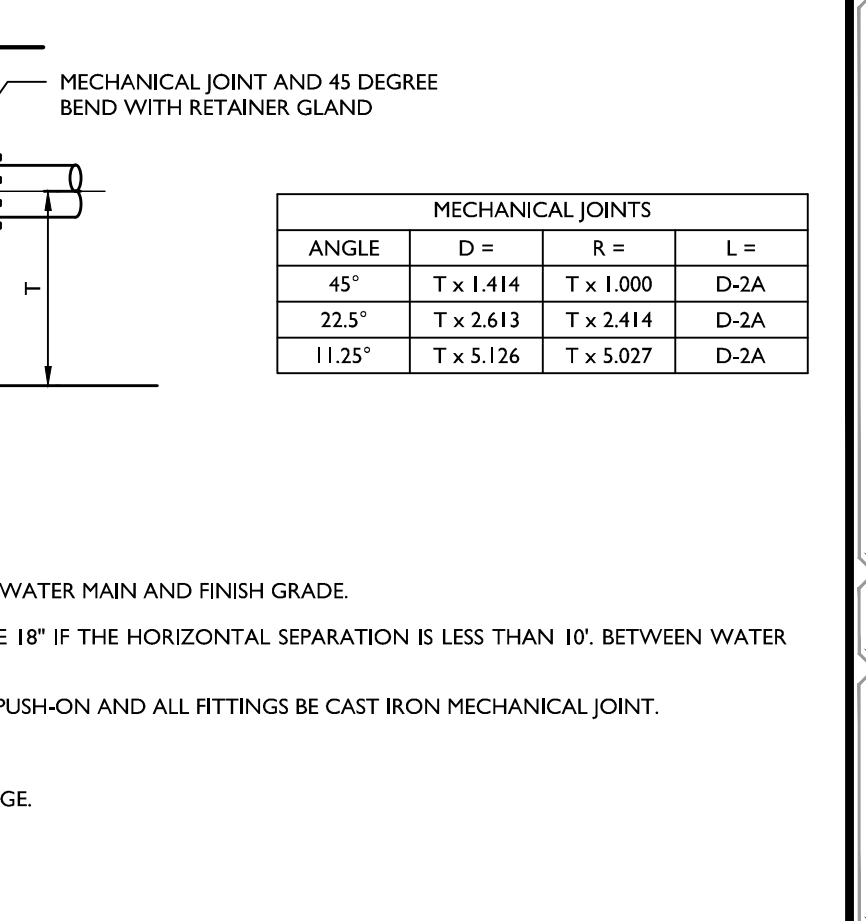 MECHANICAL JOINT AND 45 DEGREE
BEND WITH RETAINER GLAND
T
MECHANICAL JOINTS
ANGLE D = R = L =
45° T x 1.414 T x 1.000 D-2A
22.5° T x 2.613 T x 2.414 D-2A
11.25° T x 5.126 T x 5.027 D-2A
WATER MAIN AND FINISH GRADE.
18" IF THE HORIZONTAL SEPARATION IS LESS THAN 10'. BETWEEN WATER
PUSH-ON AND ALL FITTINGS BE CAST IRON MECHANICAL JOINT.
GE.